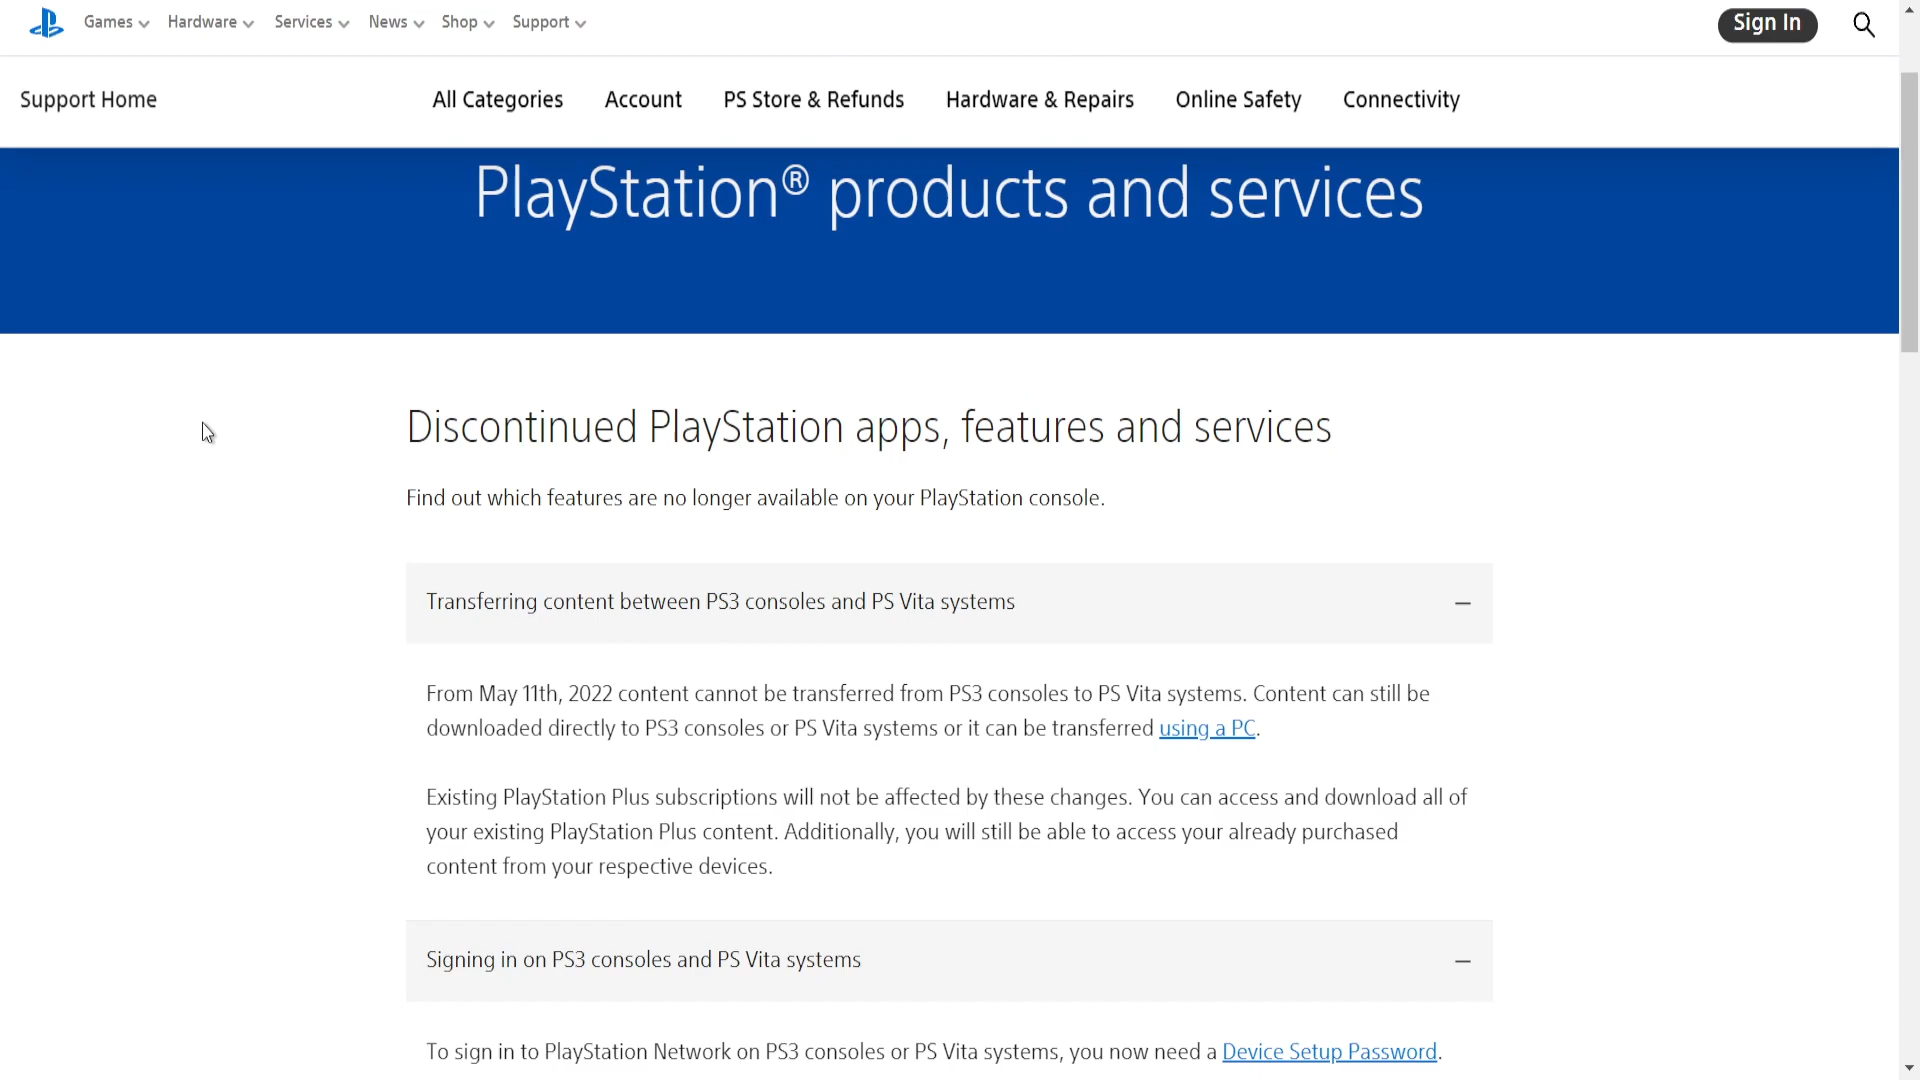 Games Hardware Services News Shop Support Sign In
Support Home All Categories Account PS Store & Refunds Hardware & Repairs Online Safety Connectivity
PlayStation® products and services
Discontinued PlayStation apps, features and services
Find out which features are no longer available on your PlayStation console.
Transferring content between PS3 consoles and PS Vita systems
From May 11th, 2022 content cannot be transferred from PS3 consoles to PS Vita systems. Content can still be
downloaded directly to PS3 consoles or PS Vita systems or it can be transferred using a PC.
Existing PlayStation Plus subscriptions will not be affected by these changes. You can access and download all of
your existing PlayStation Plus content. Additionally, you will still be able to access your already purchased
content from your respective devices.
Signing in on PS3 consoles and PS Vita systems
To sign in to PlayStation Network on PS3 consoles or PS Vita systems, you now need a Device Setup Password.